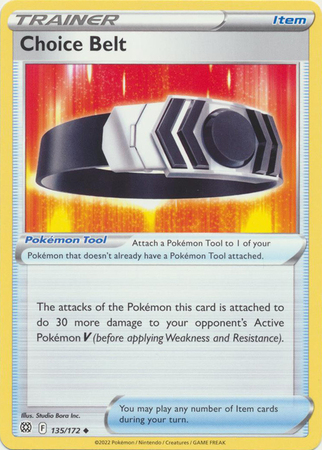 TRAINER Item
Choice Belt
Pokémon Tool Attach a Pokémon Tool to 1 of your
Pokémon that doesn't already have a Pokémon Tool attached.
The attacks of the Pokémon this card is attached to
do 30 more damage to your opponent's Active
Pokémon V (before applying Weakness and Resistance).
Illus. Studio Bora Inc.
F 135/172 ◆
You may play any number of Item cards
during your turn.
©2022 Pokémon / Nintendo / Creatures / GAME FREAK